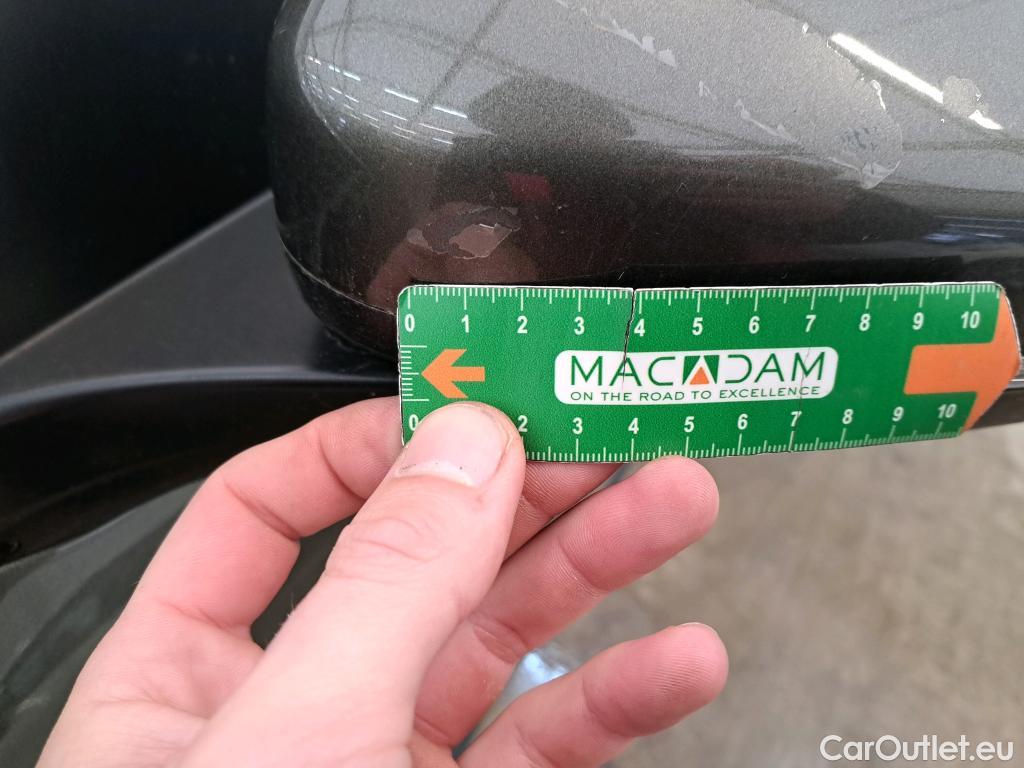 0 1 2 3 4 5 6 7 8 9 10
MACADAM
ON THE ROAD TO EXCELLENCE
0 2 3 4 5 6 7 8 9 10
CarOutlet.eu